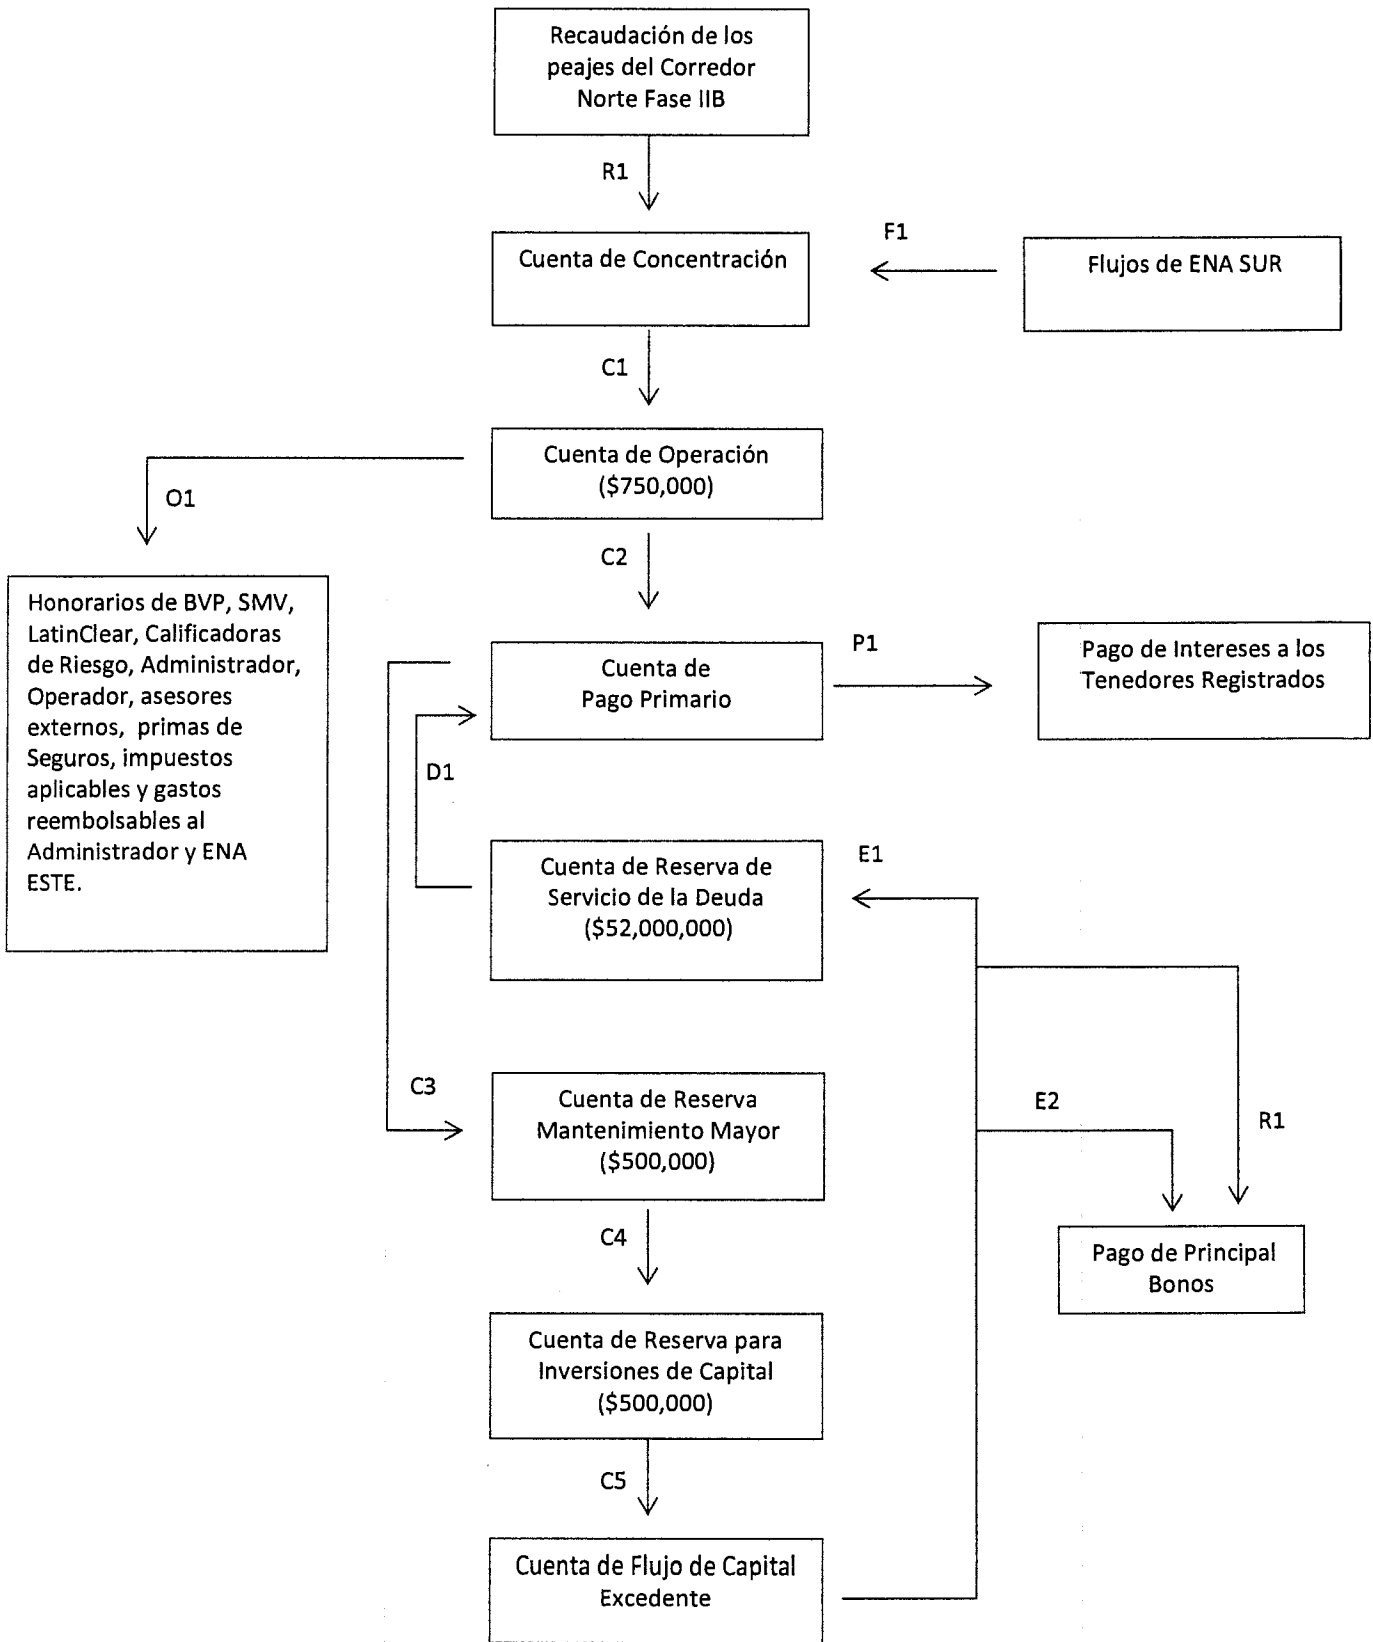 Recaudación de los
peajes del Corredor
Norte Fase IIB
R1
F1
Cuenta de Concentración
Flujos de ENA SUR
C1
Cuenta de Operación
($750,000)
O1
C2
Honorarios de BVP, SMV,
LatinClear, Calificadoras
de Riesgo, Administrador,
Operador, asesores
externos, primas de
Seguros, impuestos
aplicables y gastos
reembolsables al
Administrador y ENA
ESTE.
Cuenta de
Pago Primario
P1
Pago de Intereses a los
Tenedores Registrados
D1
Cuenta de Reserva de
Servicio de la Deuda
($52,000,000)
E1
C3
Cuenta de Reserva
Mantenimiento Mayor
($500,000)
E2
R1
C4
Pago de Principal
Bonos
Cuenta de Reserva para
Inversiones de Capital
($500,000)
C5
Cuenta de Flujo de Capital
Excedente